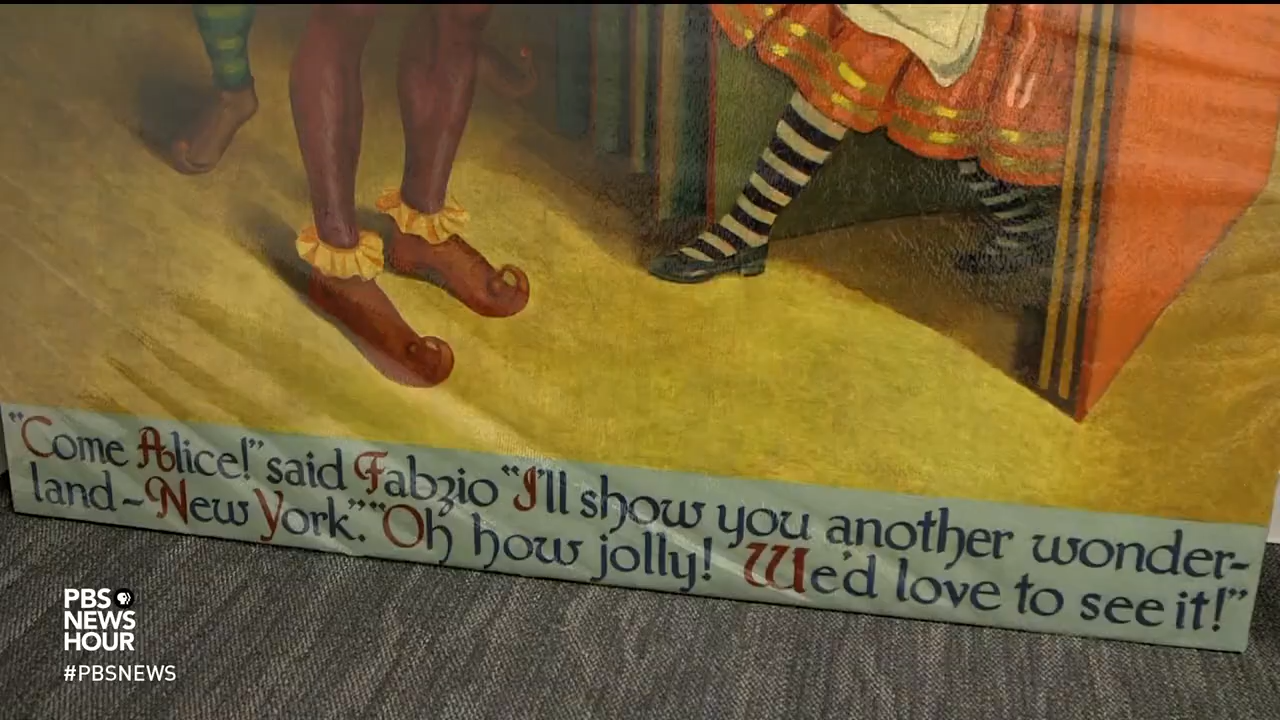 "Come Alice!" said Fabzio "I'll show you another wonder-
land~New York." "Oh how jolly! We'd love to see it!"
PBS
NEWS
HOUR
#PBSNEWS